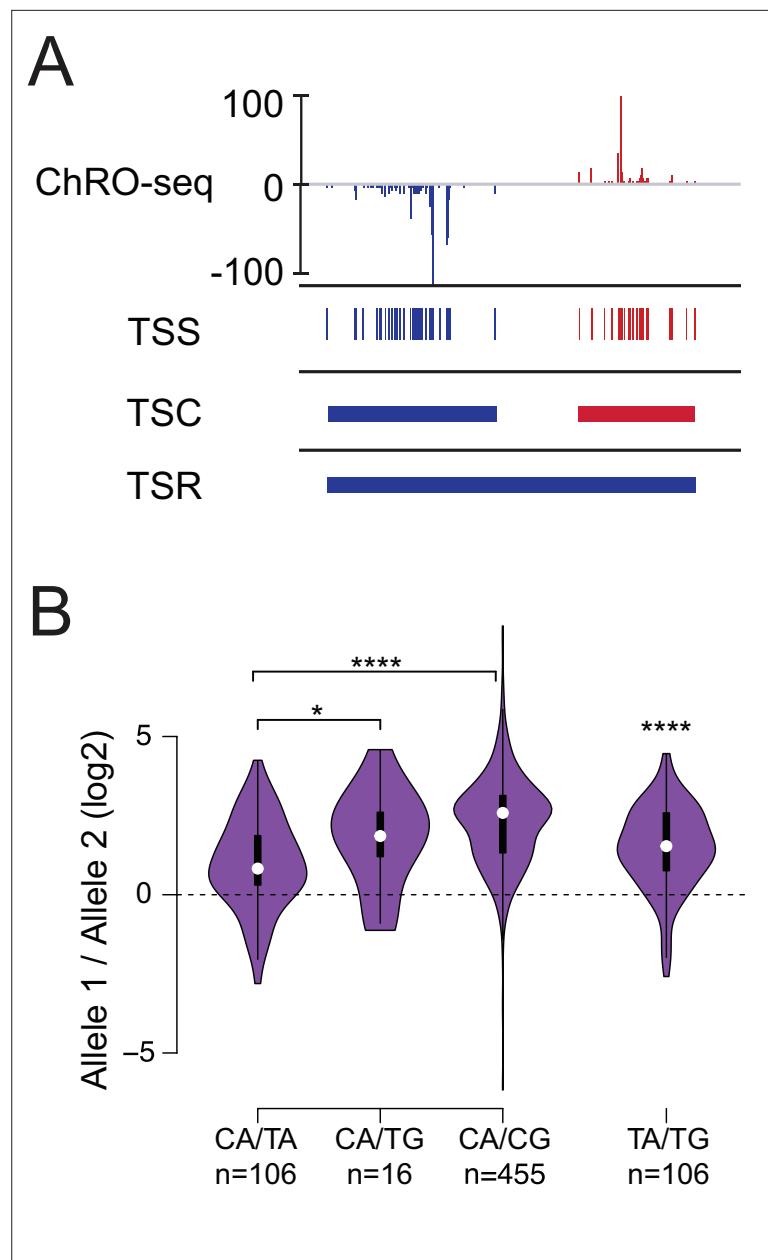 A
100
ChRO-seq
0
-100
TSS
TSC
TSR
B
****
*
****
5
0
−5
Allele 1 / Allele 2 (log2)
CA/TA CA/TG CA/CG TA/TG
n=106 n=16 n=455 n=106